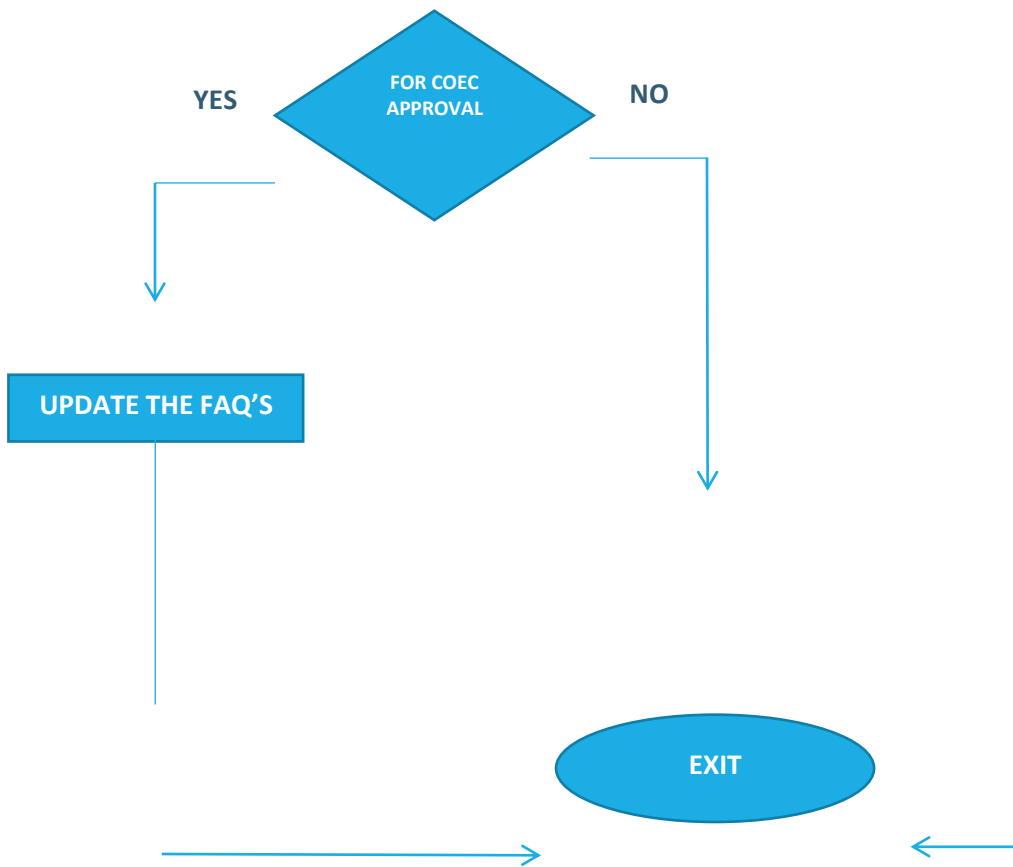 FOR COEC
APPROVAL
YES
NO
UPDATE THE FAQ’S
EXIT